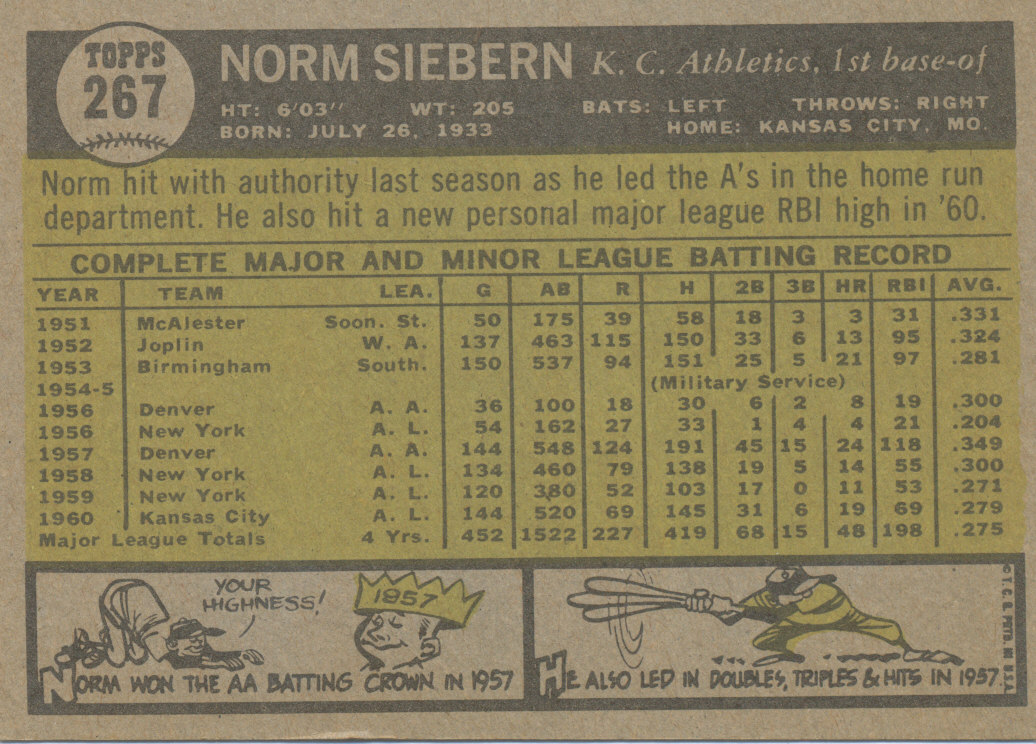 TOPPS
267
NORM SIEBERN K. C. Athletics, 1st base-of
HT: 6'03" WT: 205 BATS: LEFT THROWS: RIGHT
BORN: JULY 26, 1933 HOME: KANSAS CITY, MO.
Norm hit with authority last season as he led the A's in the home run
department. He also hit a new personal major league RBI high in '60.
COMPLETE MAJOR AND MINOR LEAGUE BATTING RECORD
YEAR TEAM LEA. G AB R H 2B 3B HR RBI AVG.
1951 McAlester Soon. St. 50 175 39 58 18 3 3 31 .331
1952 Joplin W. A. 137 463 115 150 33 6 13 95 .324
1953 Birmingham South. 150 537 94 151 25 5 21 97 .281
1954-5 (Military Service)
1956 Denver A. A. 36 100 18 30 6 2 8 19 .300
1956 New York A. L. 54 162 27 33 1 4 4 21 .204
1957 Denver A. A. 144 548 124 191 45 15 24 118 .349
1958 New York A. L. 134 460 79 138 19 5 14 55 .300
1959 New York A. L. 120 380 52 103 17 0 11 53 .271
1960 Kansas City A. L. 144 520 69 145 31 6 19 69 .279
Major League Totals 4 Yrs. 452 1522 227 419 68 15 48 198 .275
YOUR
HIGHNESS!
1957
NORM WON THE AA BATTING CROWN IN 1957
HE ALSO LED IN DOUBLES, TRIPLES & HITS IN 1957.
© T. C. G. PRTD. IN U.S.A.